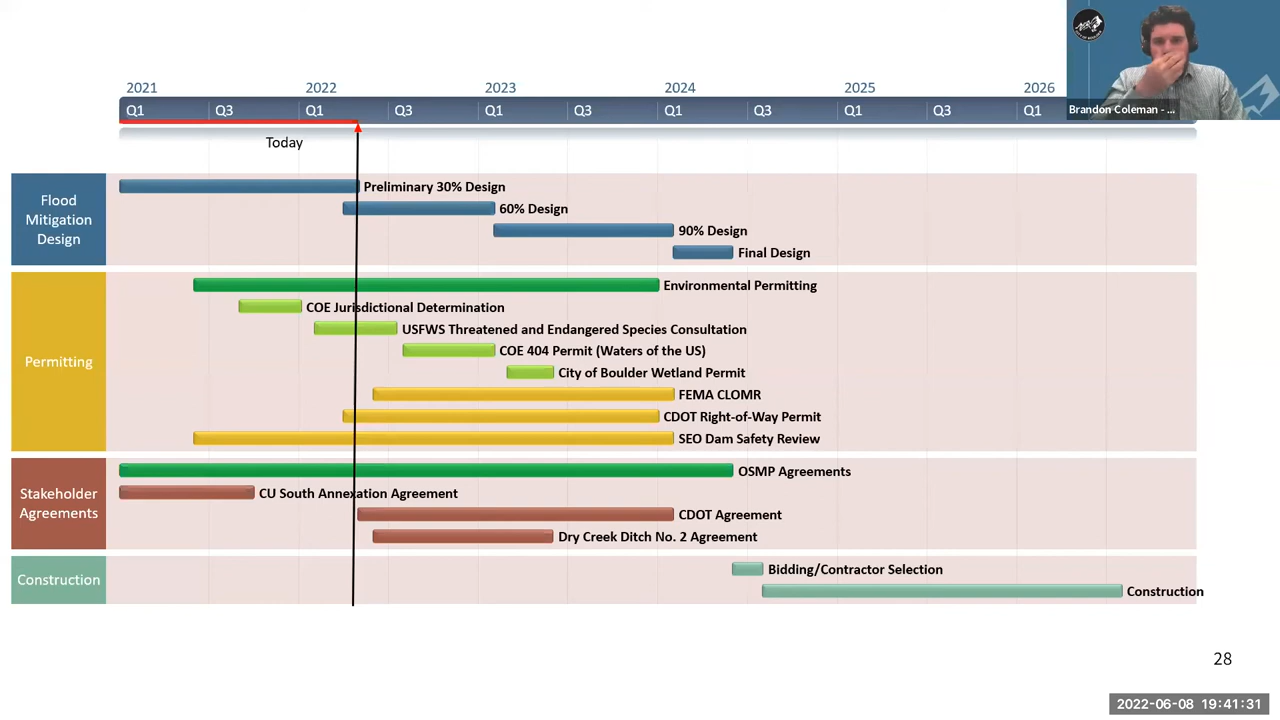 2021 2022 2023 2024 2025 2026
Q1 Q3 Q1 Q3 Q1 Q3 Q1 Q3 Q1 Q3 Q1
Brandon Coleman - ...
Today
Flood
Mitigation
Design
Preliminary 30% Design
60% Design
90% Design
Final Design
Permitting
Environmental Permitting
COE Jurisdictional Determination
USFWS Threatened and Endangered Species Consultation
COE 404 Permit (Waters of the US)
City of Boulder Wetland Permit
FEMA CLOMR
CDOT Right-of-Way Permit
SEO Dam Safety Review
Stakeholder
Agreements
OSMP Agreements
CU South Annexation Agreement
CDOT Agreement
Dry Creek Ditch No. 2 Agreement
Construction
Bidding/Contractor Selection
Construction
28
2022-06-08 19:41:31